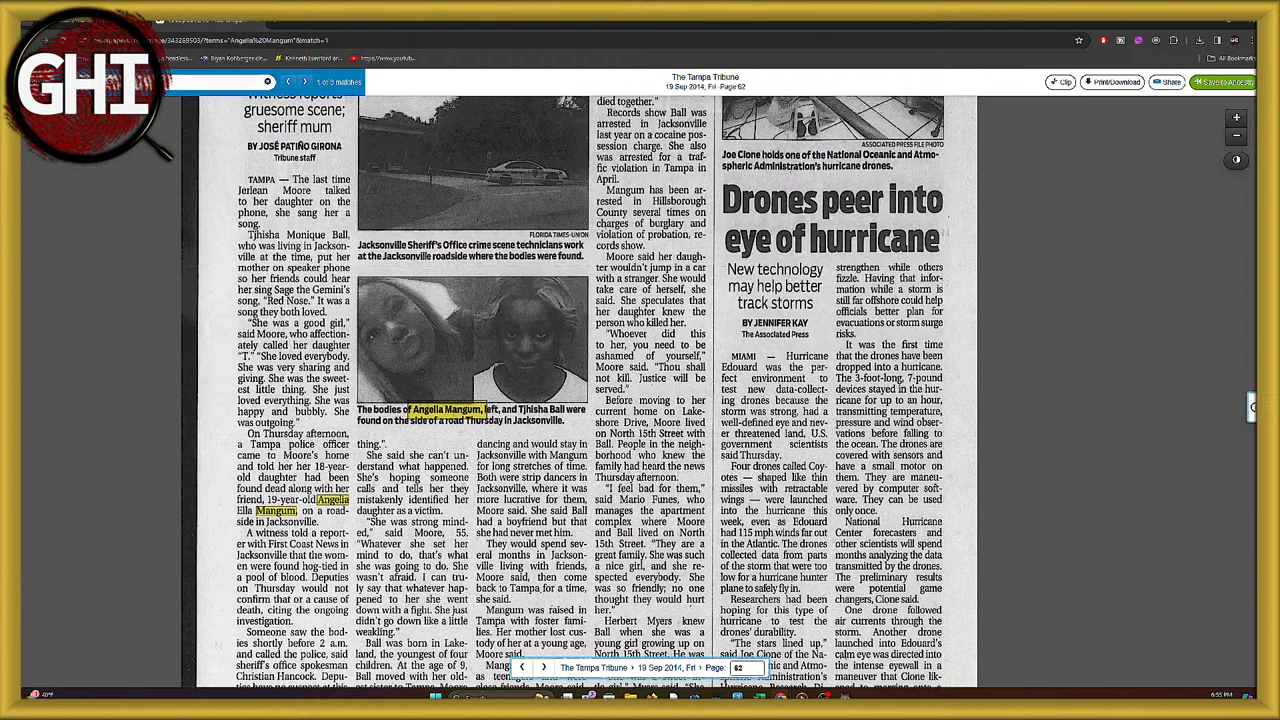 GHI
343269503/?terms="Angelia%20Mangum"&match=1
Bryan Kohberger cle...
Kenneth Lunsford ar...
https://www.youtub...
All Bookmarks
1 of 3 matches
The Tampa Tribune
19 Sep 2014, Fri · Page 62
Clip
Print/Download
Share
Save to Ancestry
gruesome scene;
sheriff mum
BY JOSÉ PATIÑO GIRONA
Tribune staff
TAMPA — The last time
Jerlean Moore talked
to her daughter on the
phone, she sang her a
song.
Tjhisha Monique Ball,
who was living in Jackson-
ville at the time, put her
mother on speaker phone
so her friends could hear
her sing Sage the Gemini's
song, "Red Nose." It was a
song they both loved.
"She was a good girl,"
said Moore, who affection-
ately called her daughter
"T." "She loved everybody.
She was very sharing and
giving. She was the sweet-
est little thing. She just
loved everything. She was
happy and bubbly. She
was outgoing."
On Thursday afternoon,
a Tampa police officer
came to Moore's home
and told her her 18-year-
old daughter had been
found dead along with her
friend, 19-year-old Angelia
Ella Mangum, on a road-
side in Jacksonville.
A witness told a report-
er with First Coast News in
Jacksonville that the wom-
en were found hog-tied in
a pool of blood. Deputies
on Thursday would not
confirm that or a cause of
death, citing the ongoing
investigation.
Someone saw the bod-
ies shortly before 2 a.m.
and called the police, said
sheriff's office spokesman
Christian Hancock. Depu-
FLORIDA TIMES-UNION
Jacksonville Sheriff's Office crime scene technicians work
at the Jacksonville roadside where the bodies were found.
The bodies of Angelia Mangum, left, and Tjhisha Ball were
found on the side of a road Thursday in Jacksonville.
thing.".
She said she can't un-
derstand what happened.
She's hoping someone
calls and tells her they
mistakenly identified her
daughter as a victim.
"She was strong mind-
ed," said Moore, 55.
"Whatever she set her
mind to do, that's what
she was going to do. She
wasn't afraid. I can tru-
ly say that whatever hap-
pened to her she went
down with a fight. She just
didn't go down like a little
weakling."
Ball was born in Lake-
land, the youngest of four
children. At the age of 9,
Ball moved with her old-
dancing and would stay in
Jacksonville with Mangum
for long stretches of time.
Both were strip dancers in
Jacksonville, where it was
more lucrative for them,
Moore said. She said Ball
had a boyfriend but that
she had never met him.
They would spend sev-
eral months in Jackson-
ville living with friends,
Moore said, then come
back to Tampa for a time,
she said.
Mangum was raised in
Tampa with foster fami-
lies. Her mother lost cus-
tody of her at a young age,
Moore said.
died together."
Records show Ball was
arrested in Jacksonville
last year on a cocaine pos-
session charge. She also
was arrested for a traf-
fic violation in Tampa in
April.
Mangum has been ar-
rested in Hillsborough
County several times on
charges of burglary and
violation of probation, re-
cords show.
Moore said her daugh-
ter wouldn't jump in a car
with a stranger. She would
take care of herself, she
said. She speculates that
her daughter knew the
person who killed her.
"Whoever did this
to her, you need to be
ashamed of yourself,"
Moore said. "Thou shall
not kill. Justice will be
served."
Before moving to her
current home on Lake-
shore Drive, Moore lived
on North 15th Street with
Ball. People in the neigh-
borhood who knew the
family had heard the news
Thursday afternoon.
"I feel bad for them,"
said Mario Funes, who
manages the apartment
complex where Moore
and Ball lived on North
15th Street. "They are a
great family. She was such
a nice girl, and she re-
spected everybody. She
was so friendly; no one
thought they would hurt
her."
Herbert Myers knew
Ball when she was a
young girl growing up on
North 15th Street. He
ASSOCIATED PRESS FILE PHOTO
Joe Cione holds one of the National Oceanic and Atmo-
spheric Administration's hurricane drones.
Drones peer into
eye of hurricane
New technology
may help better
track storms
BY JENNIFER KAY
The Associated Press
MIAMI — Hurricane
Edouard was the per-
fect environment to
test new data-collect-
ing drones because the
storm was strong, had a
well-defined eye and nev-
er threatened land, U.S.
government scientists
said Thursday.
Four drones called Coy-
otes — shaped like thin
missiles with retractable
wings — were launched
into the hurricane this
week, even as Edouard
had 115 mph winds far out
in the Atlantic. The drones
collected data from parts
of the storm that were too
low for a hurricane hunter
plane to safely fly in.
Researchers had been
hoping for this type of
hurricane to test the
drones' durability.
"The stars lined up,"
said Joe Cione of the Na-
tional Oceanic and Atmo-
spheric Administration's
strengthen while others
fizzle. Having that infor-
mation while a storm is
still far offshore could help
officials better plan for
evacuations or storm surge
risks.
It was the first time
that the drones have been
dropped into a hurricane.
The 3-foot-long, 7-pound
devices stayed in the hur-
ricane for up to an hour,
transmitting temperature,
pressure and wind obser-
vations before falling to
the ocean. The drones are
covered with sensors and
have a small motor on
them. They are maneu-
vered by computer soft-
ware. They can be used
only once.
National Hurricane
Center forecasters and
other scientists will spend
months analyzing the data
transmitted by the drones.
The preliminary results
were potential game
changers, Cione said.
One drone followed
air currents through the
storm. Another drone
launched into Edouard's
calm eye was directed into
the intense eyewall in a
maneuver that Cione lik-
The Tampa Tribune › 19 Sep 2014, Fri › Page: 62
40°F
6:55 PM